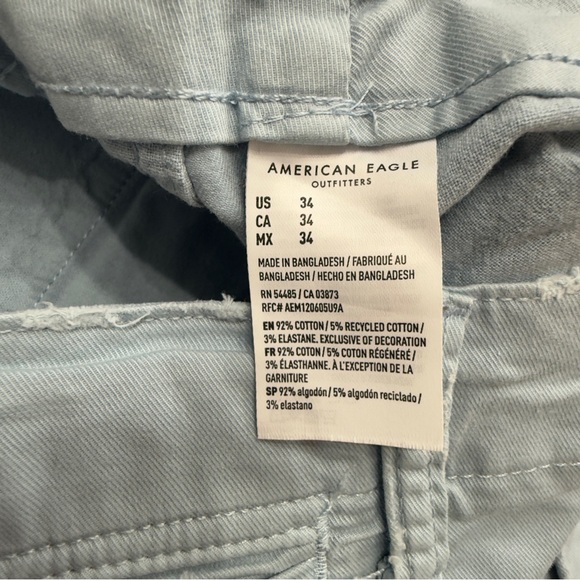 AMERICAN EAGLE
OUTFITTERS
US 34
CA 34
MX 34
MADE IN BANGLADESH / FABRIQUÉ AU
BANGLADESH / HECHO EN BANGLADESH
RN 54485 / CA 03873
RFC# AEM120605U9A
EN 92% COTTON / 5% RECYCLED COTTON /
3% ELASTANE. EXCLUSIVE OF DECORATION
FR 92% COTON / 5% COTON RÉGÉNÉRÉ /
3% ÉLASTHANNE. À L'EXCEPTION DE LA
GARNITURE
SP 92% algodón / 5% algodón reciclado /
3% elastano